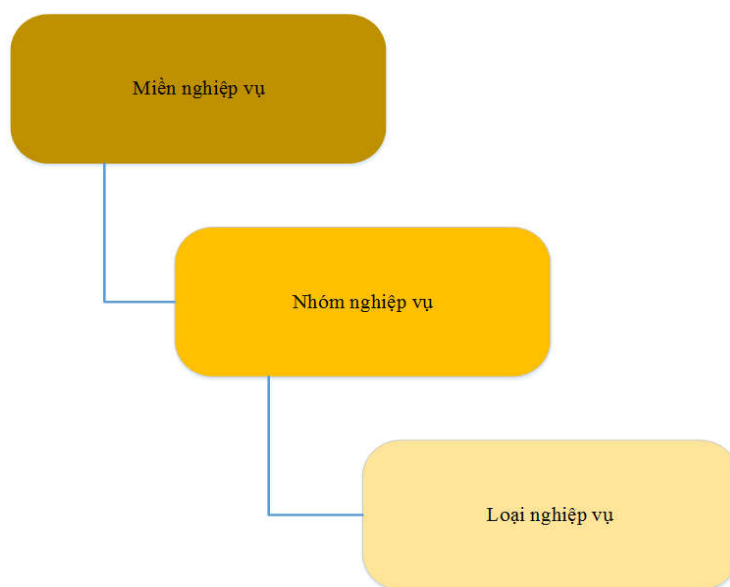 Miền nghiệp vụ
Nhóm nghiệp vụ
Loại nghiệp vụ